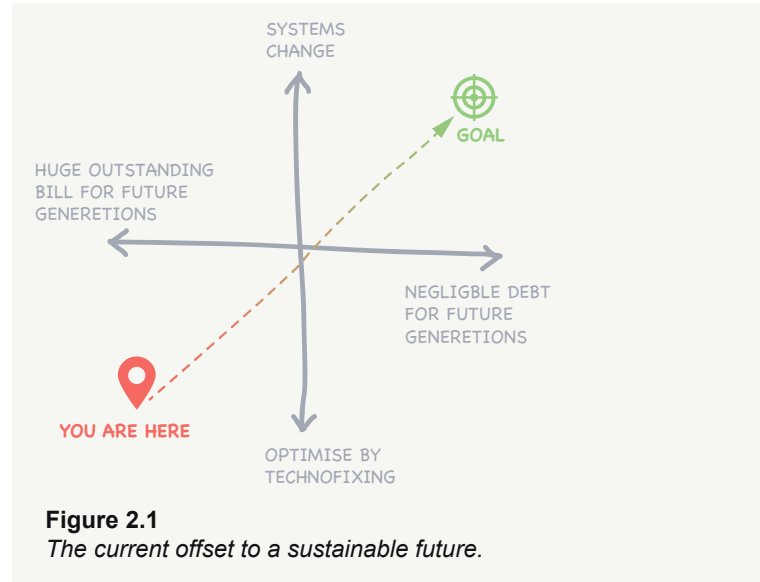 SYSTEMS
CHANGE
GOAL
HUGE OUTSTANDING
BILL FOR FUTURE
GENERETIONS
NEGLIGBLE DEBT
FOR FUTURE
GENERETIONS
YOU ARE HERE
OPTIMISE BY
TECHNOFIXING
Figure 2.1
The current offset to a sustainable future.